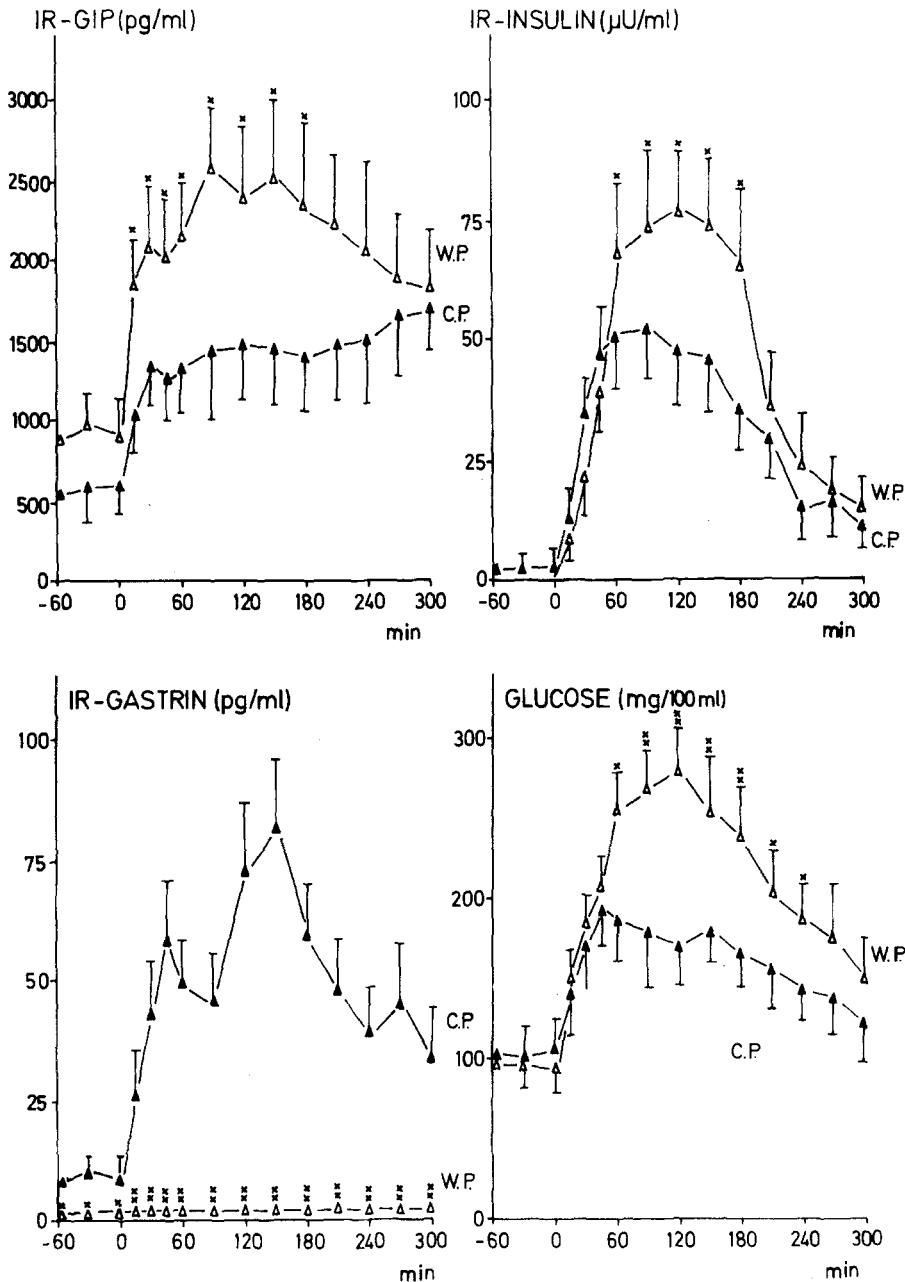 IR-GIP (pg/ml)
3000
2500
2000
1500
1000
500
0
W.P.
C.P.
-60 0 60 120 180 240 300
min
IR-INSULIN (µU/ml)
100
75
50
25
0
W.P.
C.P.
-60 0 60 120 180 240 300
min
IR-GASTRIN (pg/ml)
100
75
50
25
0
C.P.
W.P.
-60 0 60 120 180 240 300
min
GLUCOSE (mg/100ml)
300
200
100
0
W.P.
C.P.
-60 0 60 120 180 240 300
min